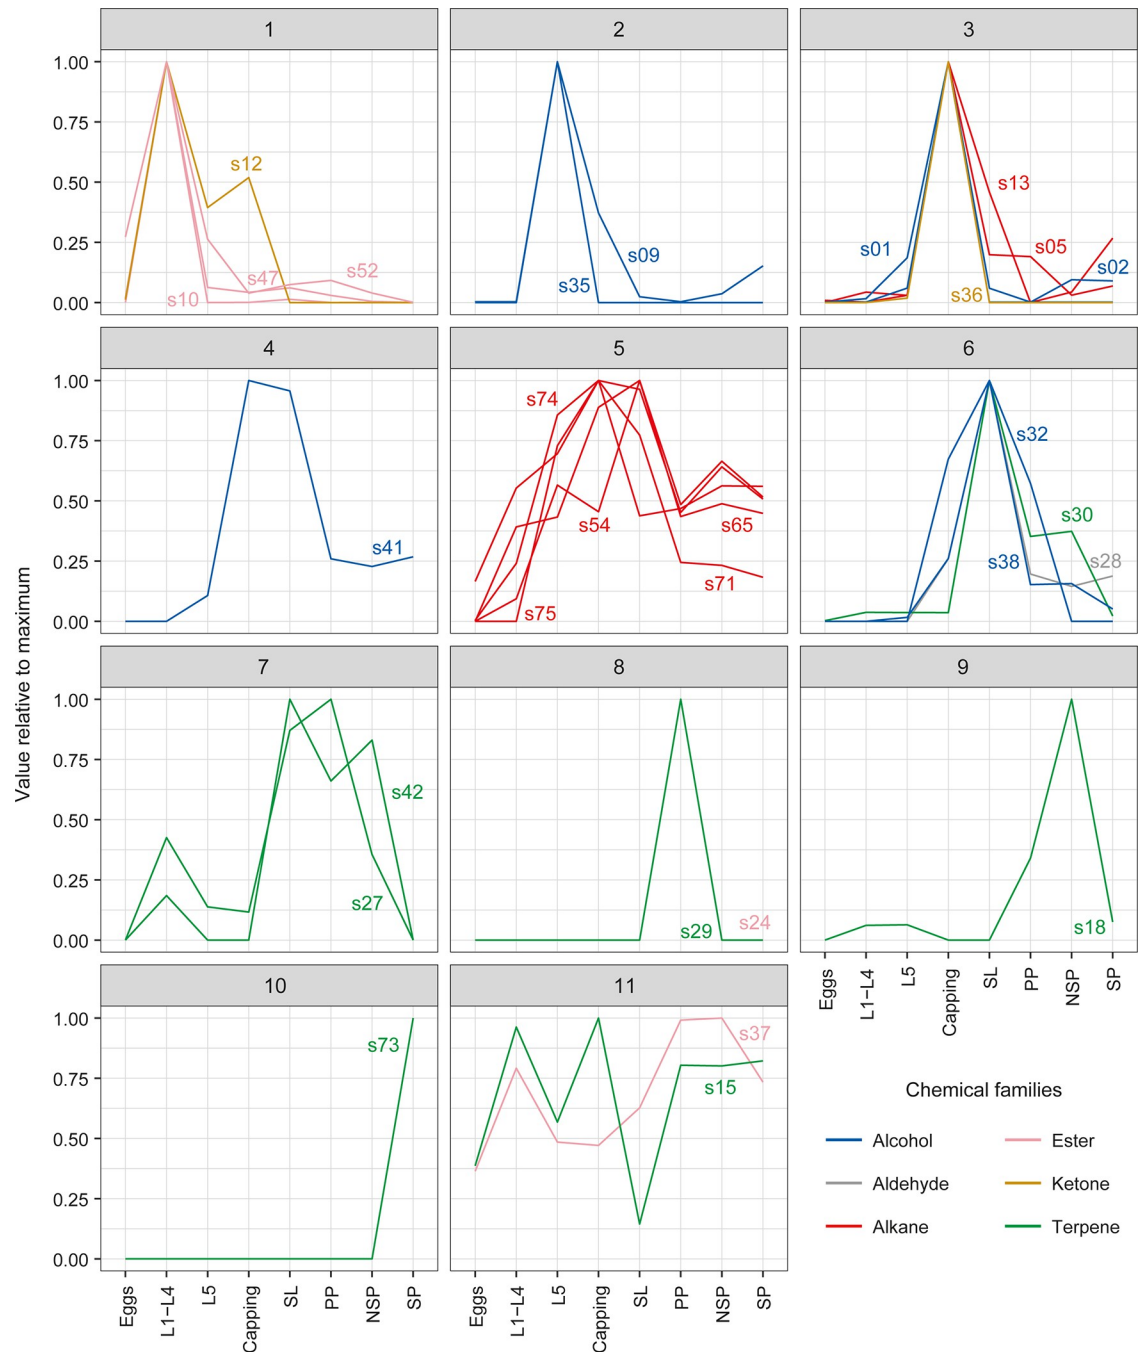 1
2
3
1.00
0.75
0.50
0.25
0.00
s12
s47
s52
s10
s09
s35
s01
s13
s05
s02
s36
4
5
6
1.00
0.75
0.50
0.25
0.00
s41
s74
s54
s65
s71
s75
s32
s30
s38
s28
Value relative to maximum
7
8
9
1.00
0.75
0.50
0.25
0.00
s42
s27
s29
s24
s18
Eggs
L1−L4
L5
Capping
SL
PP
NSP
SP
10
11
1.00
0.75
0.50
0.25
0.00
s73
s37
s15
Eggs
L1−L4
L5
Capping
SL
PP
NSP
SP
Eggs
L1−L4
L5
Capping
SL
PP
NSP
SP
Chemical families
Alcohol
Ester
Aldehyde
Ketone
Alkane
Terpene